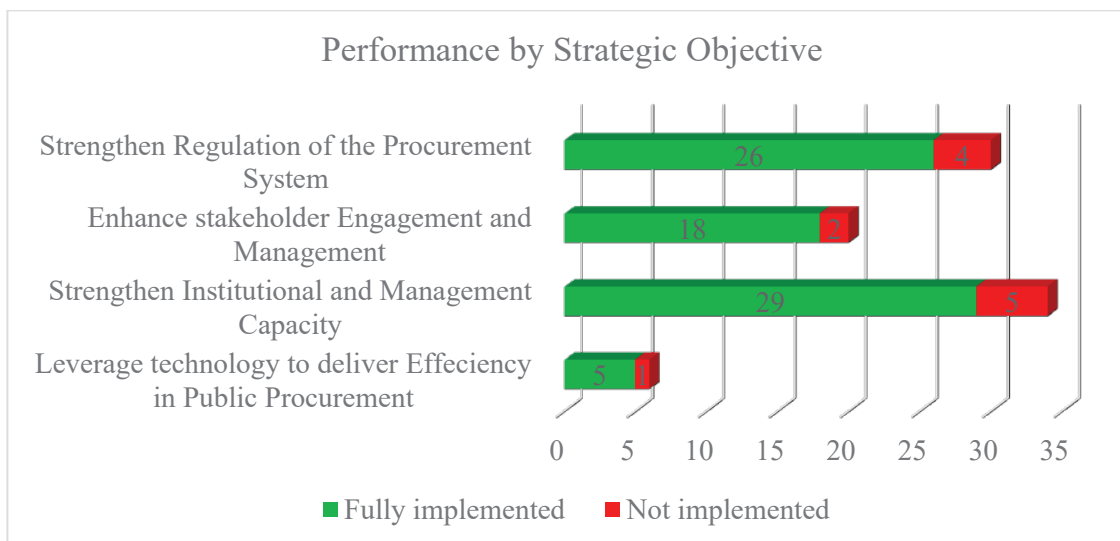 Performance by Strategic Objective
Strengthen Regulation of the Procurement
System
26 4
Enhance stakeholder Engagement and
Management
18 2
Strengthen Institutional and Management
Capacity
29 5
Leverage technology to deliver Effeciency
in Public Procurement
5 1
0 5 10 15 20 25 30 35
Fully implemented Not implemented